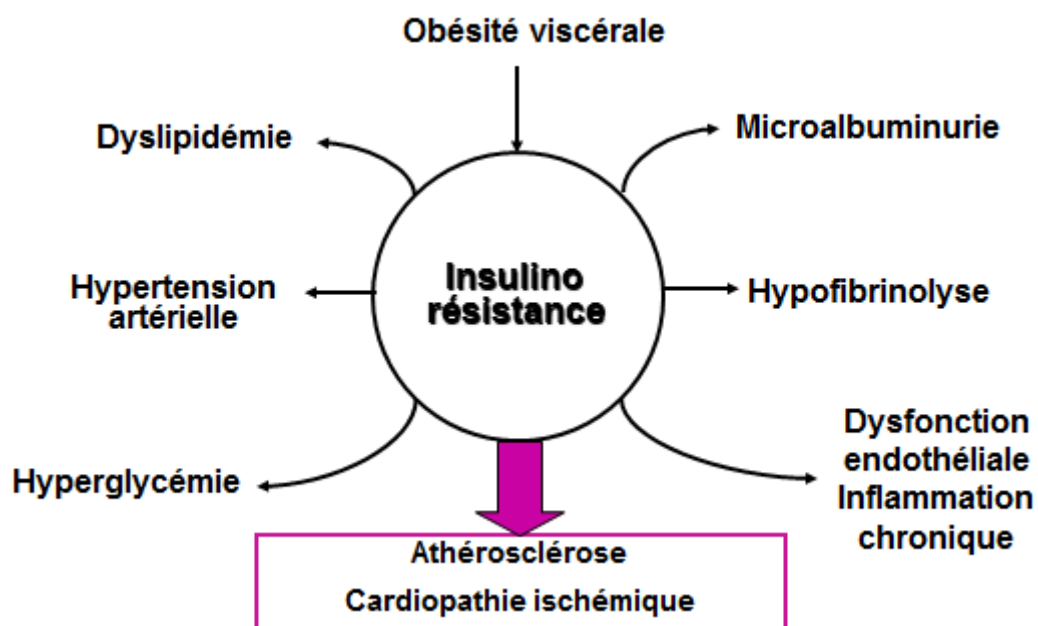 Obésité viscérale
Dyslipidémie
Microalbuminurie
Insulino
résistance
Hypertension
artérielle
Hypofibrinolyse
Hyperglycémie
Dysfonction
endothéliale
Inflammation
chronique
Athérosclérose
Cardiopathie ischémique